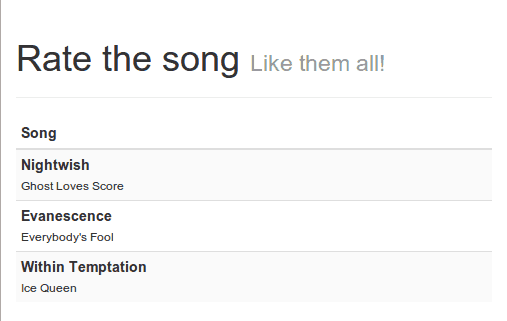 Rate the song Like them all!
Song
Nightwish
Ghost Loves Score
Evanescence
Everybody's Fool
Within Temptation
Ice Queen